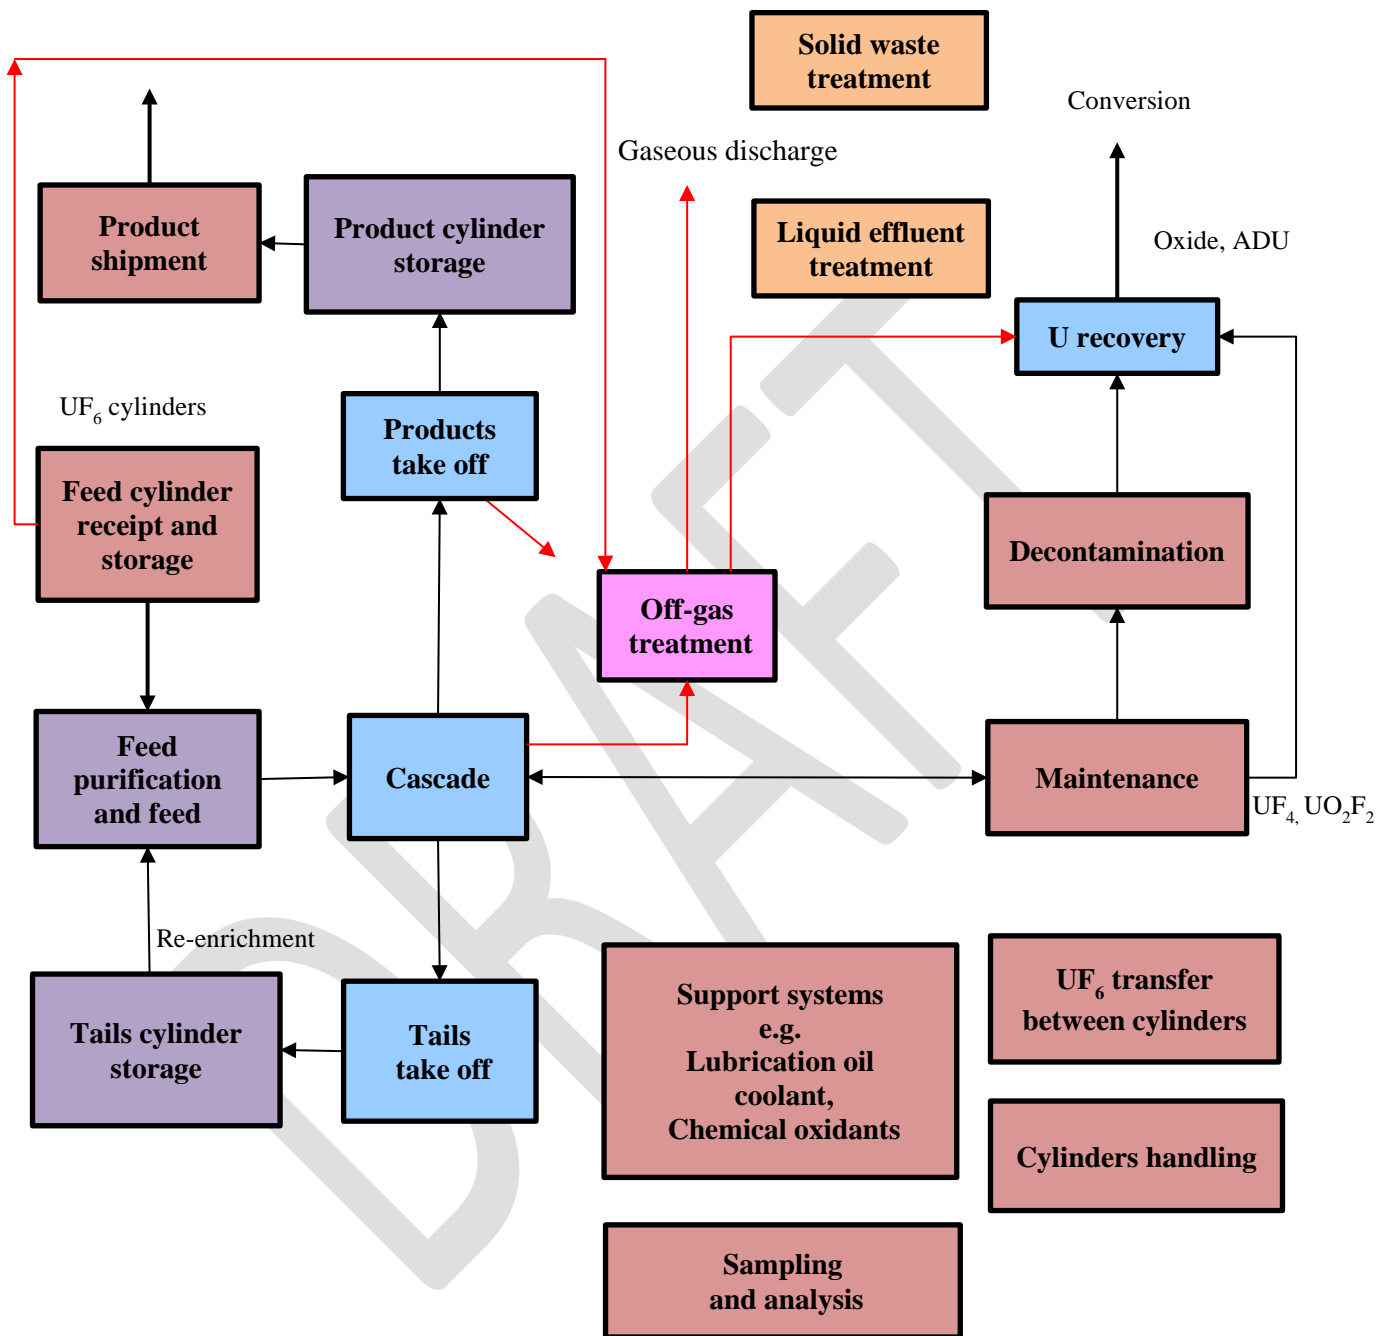 Solid waste
treatment
Conversion
Gaseous discharge
Product
shipment
Product cylinder
storage
Liquid effluent
treatment
Oxide, ADU
U recovery
UF₆ cylinders
Products
take off
Feed cylinder
receipt and
storage
Decontamination
Off-gas
treatment
Feed
purification
and feed
Cascade
Maintenance
UF₄, UO₂F₂
Re-enrichment
Tails cylinder
storage
Tails
take off
Support systems
e.g.
Lubrication oil
coolant,
Chemical oxidants
UF₆ transfer
between cylinders
Cylinders handling
Sampling
and analysis
DRAFT